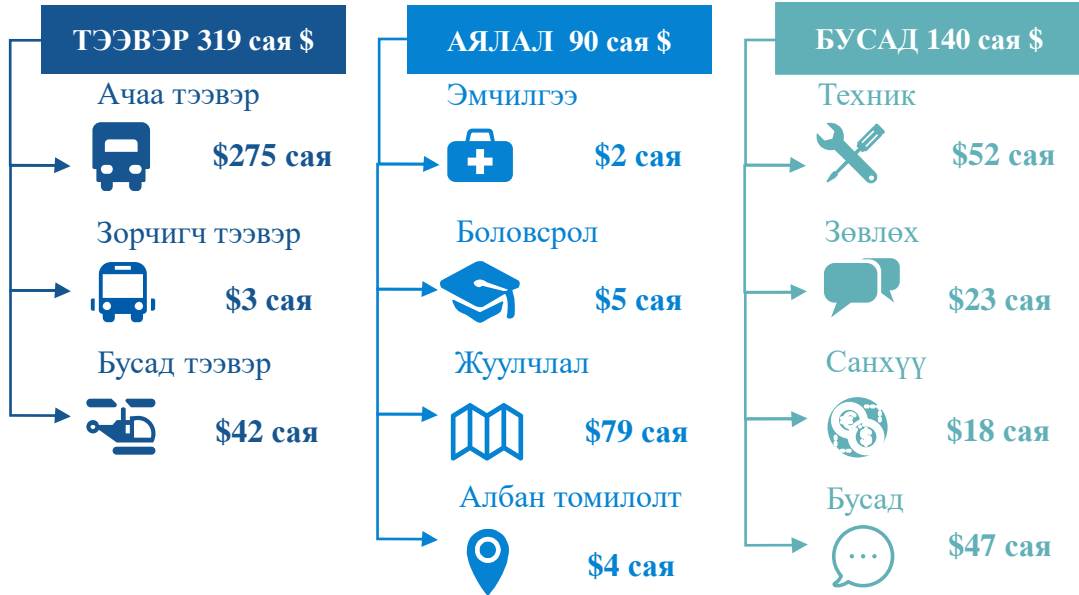 ТЭЭВЭР 319 сая $
Ачаа тээвэр
$275 сая
Зорчигч тээвэр
$3 сая
Бусад тээвэр
$42 сая
АЯЛАЛ 90 сая $
Эмчилгээ
$2 сая
Боловсрол
$5 сая
Жуулчлал
$79 сая
Албан томилолт
$4 сая
БУСАД 140 сая $
Техник
$52 сая
Зөвлөх
$23 сая
Санхүү
$18 сая
Бусад
$47 сая